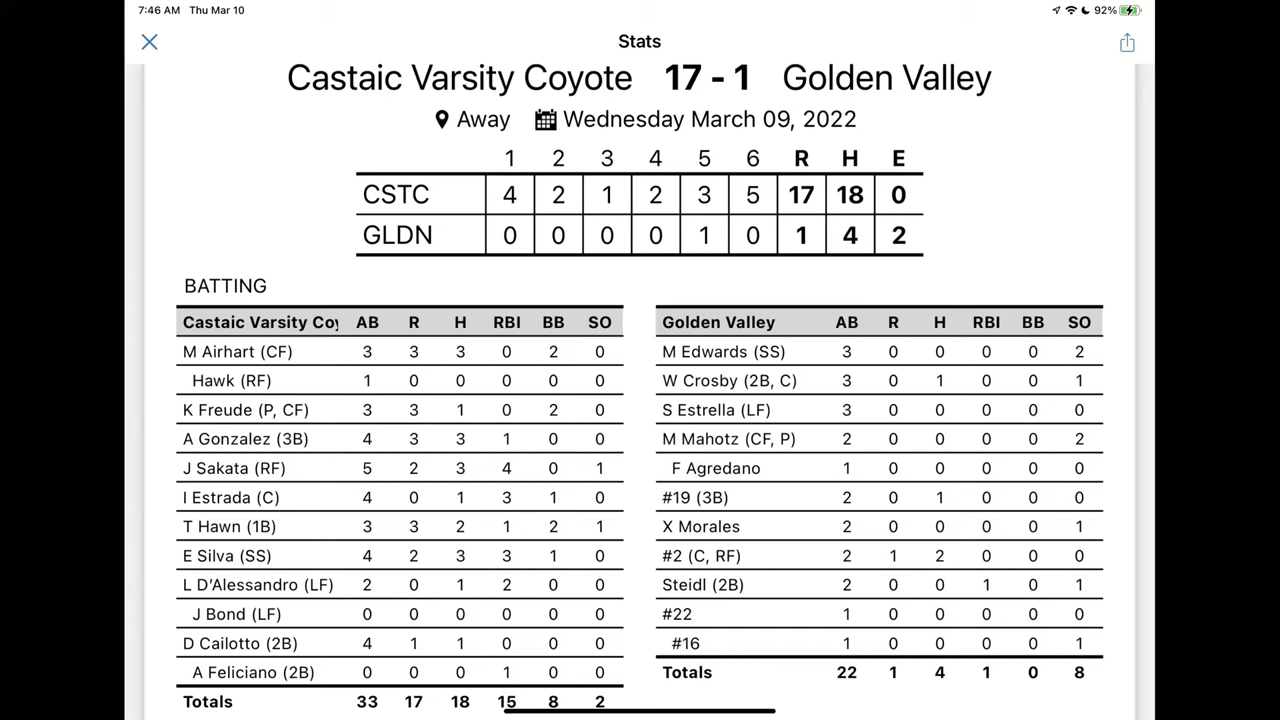 7:46 AM Thu Mar 10 92%
Stats
Castaic Varsity Coyote 17 - 1 Golden Valley
Away Wednesday March 09, 2022
1 2 3 4 5 6 R H E
CSTC 4 2 1 2 3 5 17 18 0
GLDN 0 0 0 0 1 0 1 4 2
BATTING
Castaic Varsity Coy AB R H RBI BB SO
M Airhart (CF) 3 3 3 0 2 0
Hawk (RF) 1 0 0 0 0 0
K Freude (P, CF) 3 3 1 0 2 0
A Gonzalez (3B) 4 3 3 1 0 0
J Sakata (RF) 5 2 3 4 0 1
I Estrada (C) 4 0 1 3 1 0
T Hawn (1B) 3 3 2 1 2 1
E Silva (SS) 4 2 3 3 1 0
L D'Alessandro (LF) 2 0 1 2 0 0
J Bond (LF) 0 0 0 0 0 0
D Cailotto (2B) 4 1 1 0 0 0
A Feliciano (2B) 0 0 0 1 0 0
Totals 33 17 18 15 8 2
Golden Valley AB R H RBI BB SO
M Edwards (SS) 3 0 0 0 0 2
W Crosby (2B, C) 3 0 1 0 0 1
S Estrella (LF) 3 0 0 0 0 0
M Mahotz (CF, P) 2 0 0 0 0 2
F Agredano 1 0 0 0 0 0
#19 (3B) 2 0 1 0 0 0
X Morales 2 0 0 0 0 1
#2 (C, RF) 2 1 2 0 0 0
Steidl (2B) 2 0 0 1 0 1
#22 1 0 0 0 0 0
#16 1 0 0 0 0 1
Totals 22 1 4 1 0 8